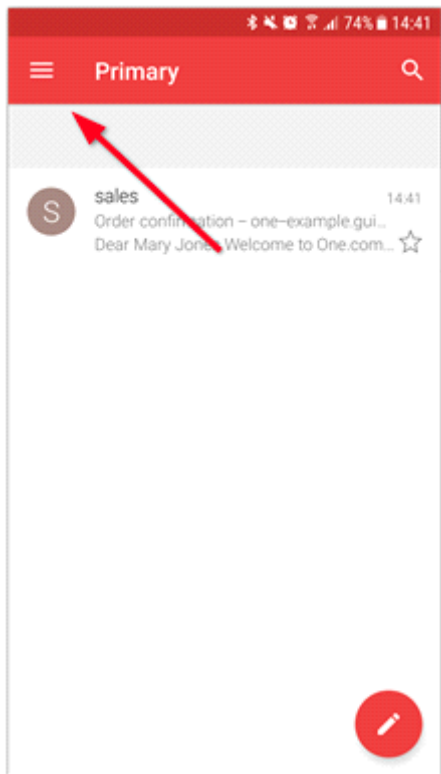 74% 14:41
Primary
S
sales 14:41
Order confirmation – one–example.gui...
Dear Mary Jones Welcome to One.com...